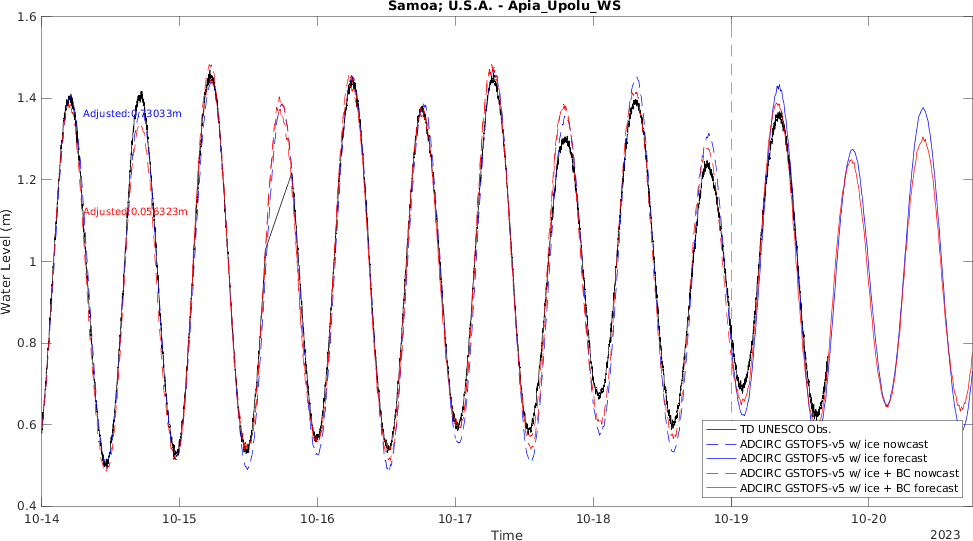 Samoa; U.S.A. - Apia_Upolu_WS
1.6
1.4
1.2
1
0.8
0.6
0.4
Water Level (m)
Adjusted:0.73033m
Adjusted:0.056323m
TD UNESCO Obs.
ADCIRC GSTOFS-v5 w/ ice nowcast
ADCIRC GSTOFS-v5 w/ ice forecast
ADCIRC GSTOFS-v5 w/ ice + BC nowcast
ADCIRC GSTOFS-v5 w/ ice + BC forecast
10-14 10-15 10-16 10-17 10-18 10-19 10-20
Time
2023